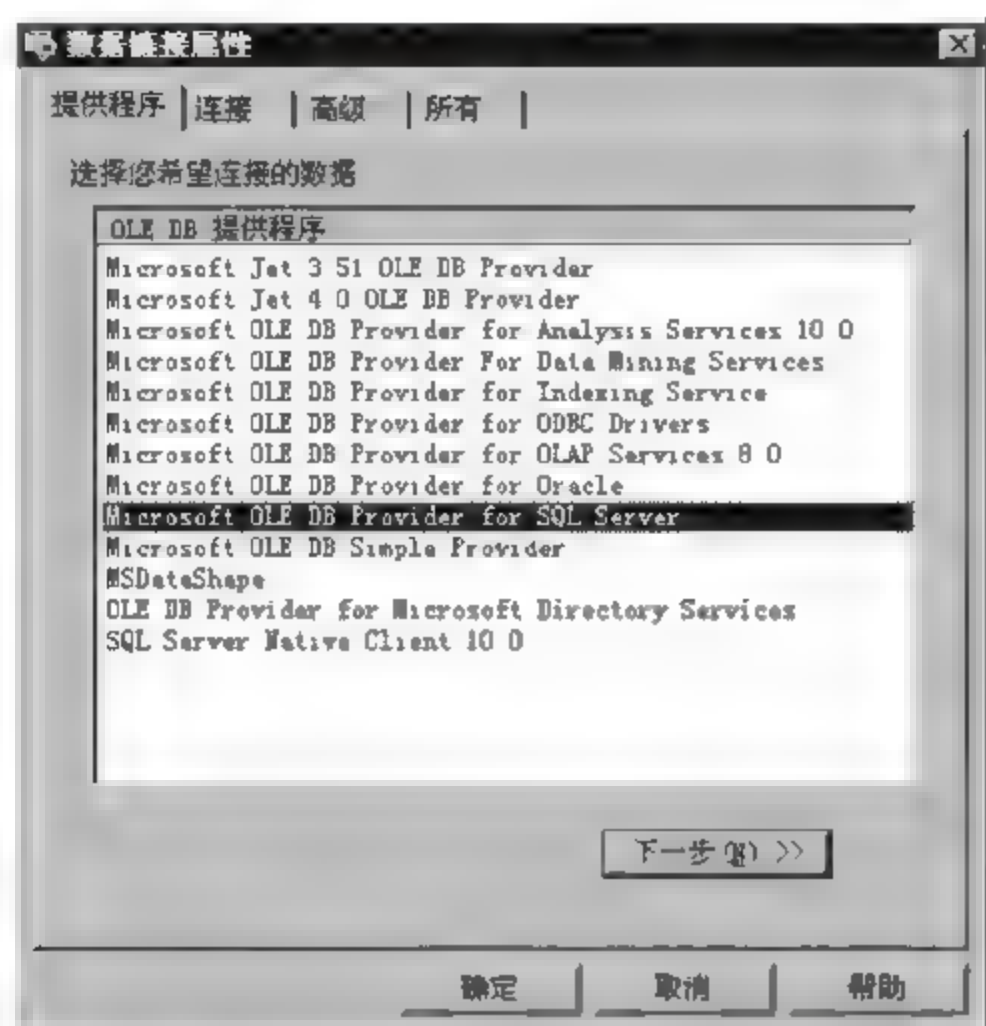 数据链接属性
提供程序 连接 高级 所有
选择您希望连接的数据
OLE DB 提供程序
Microsoft Jet 3 51 OLE DB Provider
Microsoft Jet 4 0 OLE DB Provider
Microsoft OLE DB Provider for Analysis Services 10 0
Microsoft OLE DB Provider For Data Mining Services
Microsoft OLE DB Provider for Indexing Service
Microsoft OLE DB Provider for ODBC Drivers
Microsoft OLE DB Provider for OLAP Services 8 0
Microsoft OLE DB Provider for Oracle
Microsoft OLE DB Provider for SQL Server
Microsoft OLE DB Simple Provider
MSDataShape
OLE DB Provider for Microsoft Directory Services
SQL Server Native Client 10 0
下一步(N) >>
确定 取消 帮助